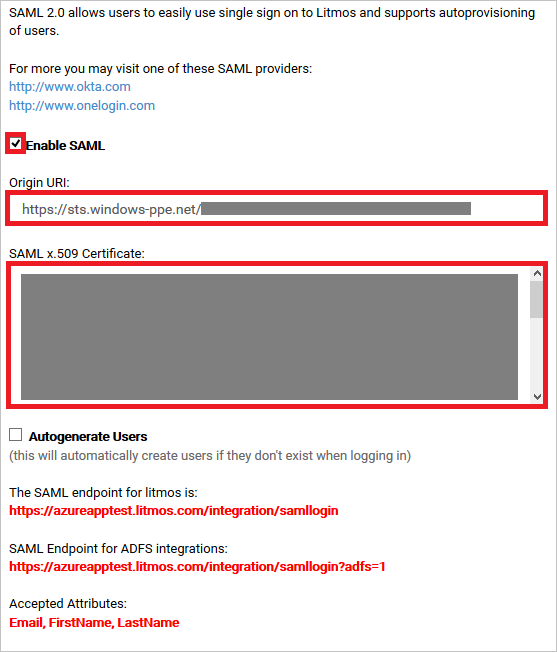 SAML 2.0 allows users to easily use single sign on to Litmos and supports autoprovisioning
of users.
For more you may visit one of these SAML providers:
http://www.okta.com
http://www.onelogin.com
Enable SAML
Origin URI:
https://sts.windows-ppe.net/
SAML x.509 Certificate:
Autogenerate Users
(this will automatically create users if they don't exist when logging in)
The SAML endpoint for litmos is:
https://azureapptest.litmos.com/integration/samllogin
SAML Endpoint for ADFS integrations:
https://azureapptest.litmos.com/integration/samllogin?adfs=1
Accepted Attributes:
Email, FirstName, LastName